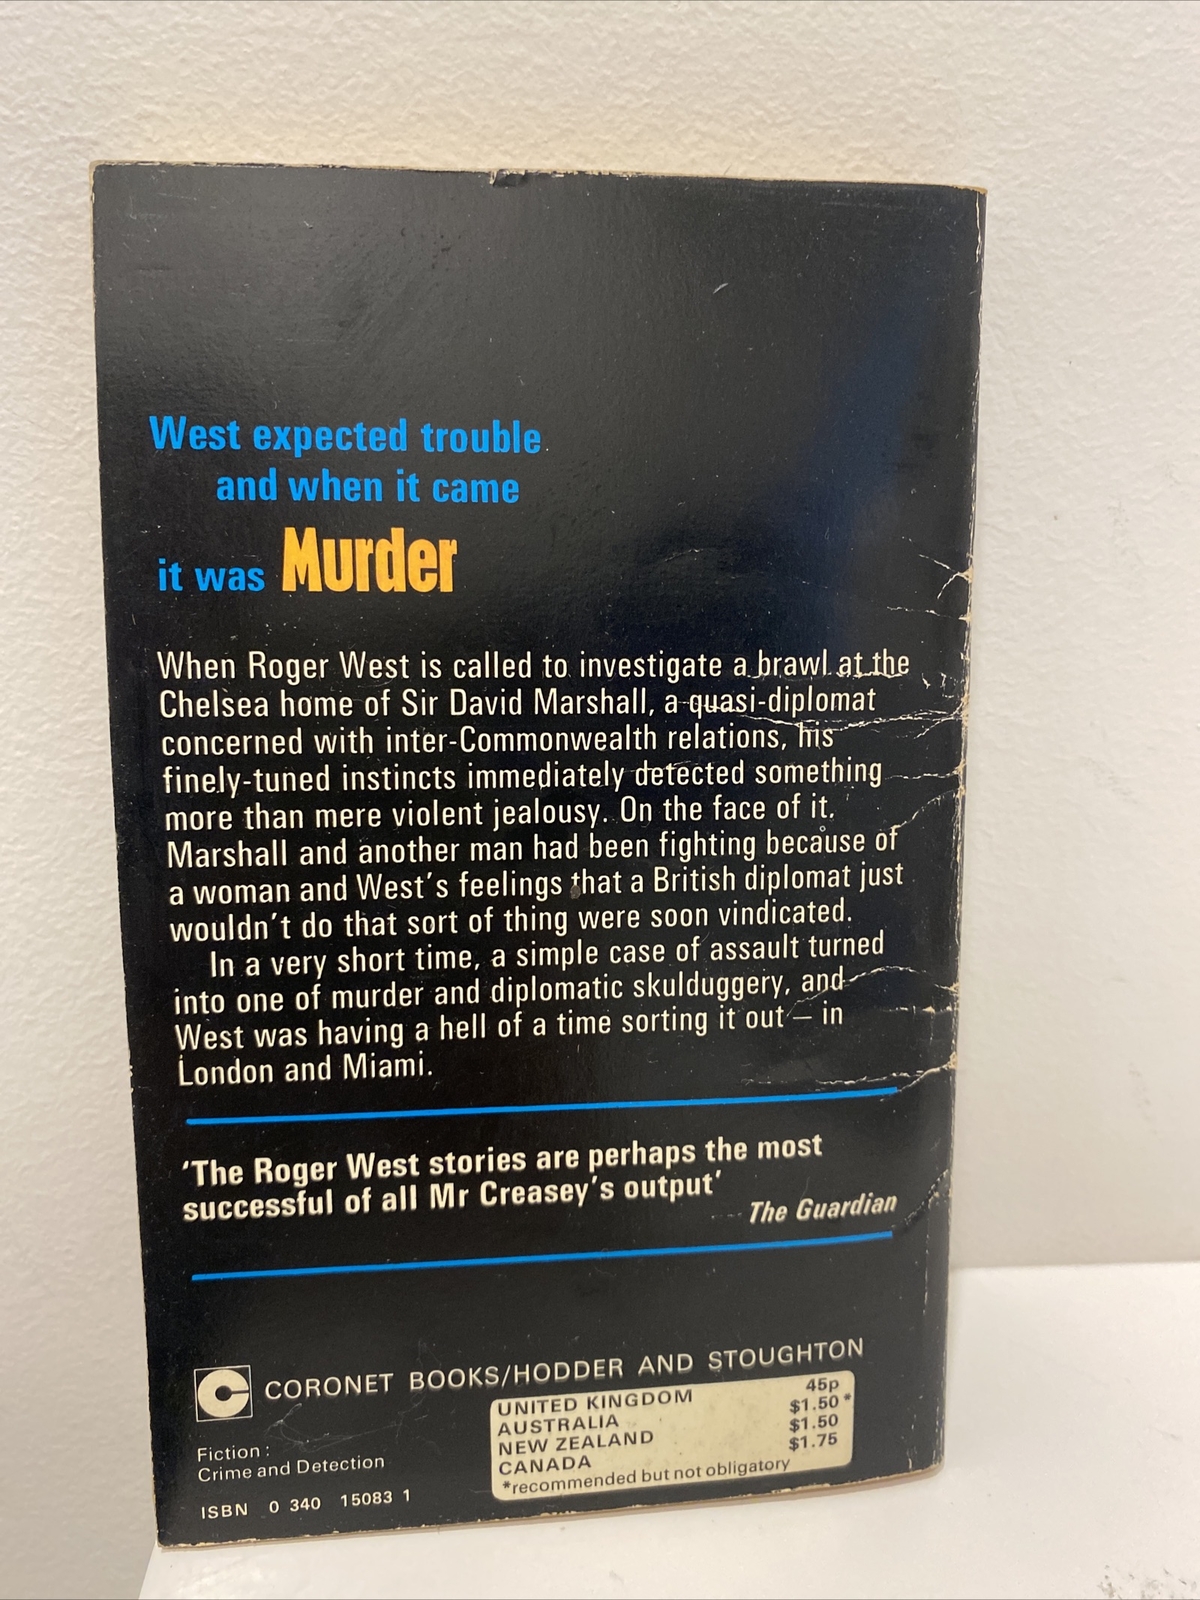 West expected trouble
and when it came
it was Murder
When Roger West is called to investigate a brawl at the
Chelsea home of Sir David Marshall, a quasi-diplomat
concerned with inter-Commonwealth relations, his
finely-tuned instincts immediately detected something
more than mere violent jealousy. On the face of it,
Marshall and another man had been fighting because of
a woman and West's feelings that a British diplomat just
wouldn't do that sort of thing were soon vindicated.
In a very short time, a simple case of assault turned
into one of murder and diplomatic skulduggery, and
West was having a hell of a time sorting it out – in
London and Miami.
'The Roger West stories are perhaps the most
successful of all Mr Creasey's output'
The Guardian
CORONET BOOKS/HODDER AND STOUGHTON
UNITED KINGDOM 45p
AUSTRALIA $1.50*
NEW ZEALAND $1.50
CANADA $1.75
*recommended but not obligatory
Fiction :
Crime and Detection
ISBN 0 340 15083 1